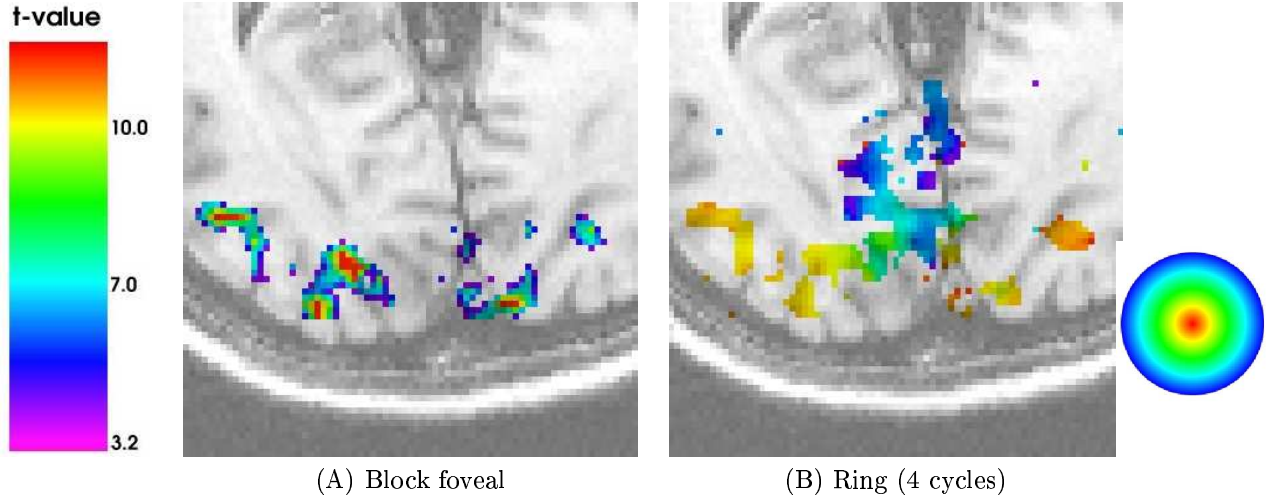 t-value
10.0
7.0
3.2
(A) Block foveal
(B) Ring (4 cycles)